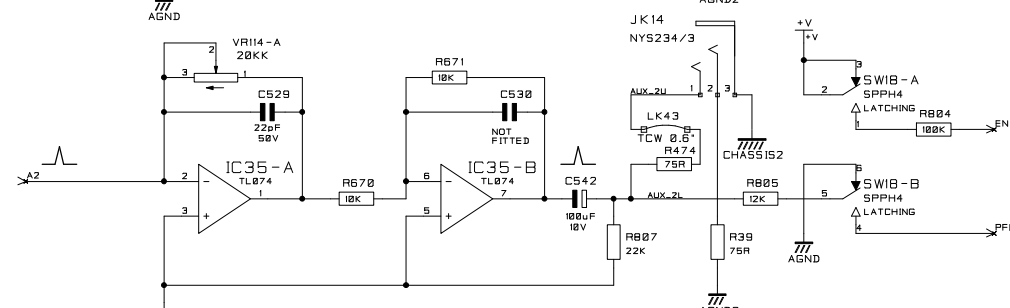 AGND
AGND2
JK14
NYS234/3
+V
+V
VR114-A
20KK
2
3
1
R671
10K
3
SW18-A
SPPH4
LATCHING
2
1
C529
22pF
50V
C530
NOT
FITTED
AUX_2U
1
2
3
LK43
TCW 0.6"
R474
75R
CHASSIS2
R804
100K
EN
A2
IC35-A
TL074
2
3
1
R670
10K
IC35-B
TL074
6
5
7
C542
100uF
10V
AUX_2L
R805
12K
6
SW18-B
SPPH4
LATCHING
5
4
PF
R807
22K
R39
75R
AGND